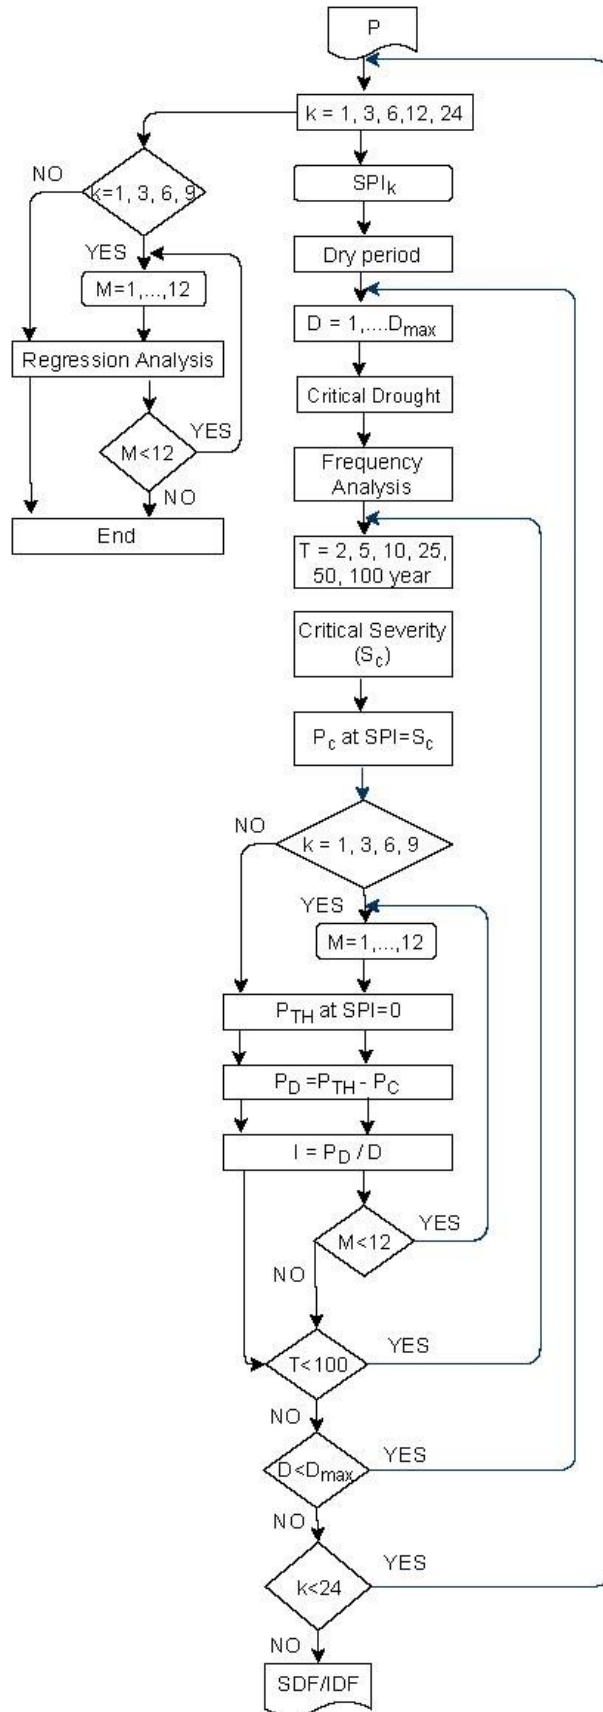 P
k = 1, 3, 6,12, 24
NO
k=1, 3, 6, 9
SPIk
YES
Dry period
M=1,...,12
D = 1,....Dmax
Regression Analysis
Critical Drought
YES
M<12
Frequency
Analysis
NO
End
T = 2, 5, 10, 25,
50, 100 year
Critical Severity
(Sc)
Pc at SPI=Sc
NO
k = 1, 3, 6, 9
YES
M=1,...,12
PTH at SPI=0
PD =PTH - PC
I = PD / D
YES
M<12
NO
YES
T<100
NO
YES
D<Dmax
NO
YES
k<24
NO
SDF/IDF